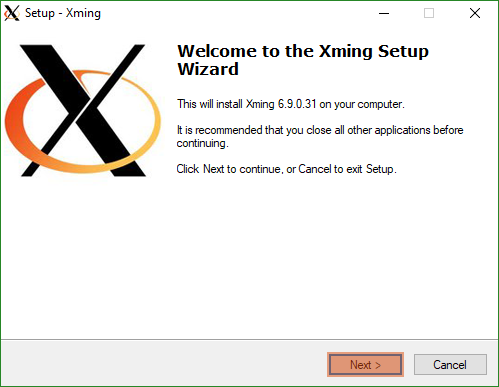 Setup - Xming
Welcome to the Xming Setup
Wizard
This will install Xming 6.9.0.31 on your computer.
It is recommended that you close all other applications before
continuing.
Click Next to continue, or Cancel to exit Setup.
Next >
Cancel